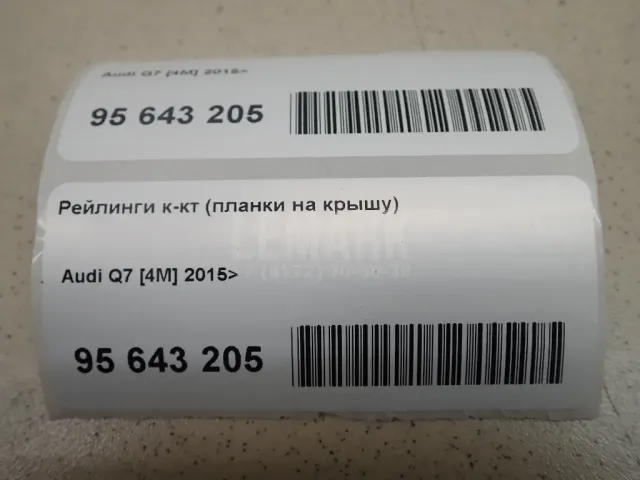 Audi Q7 [4M] 2015>
95 643 205
Рейлинги к-кт (планки на крышу)
LEMARK
Audi Q7 [4M] 2015>
95 643 205